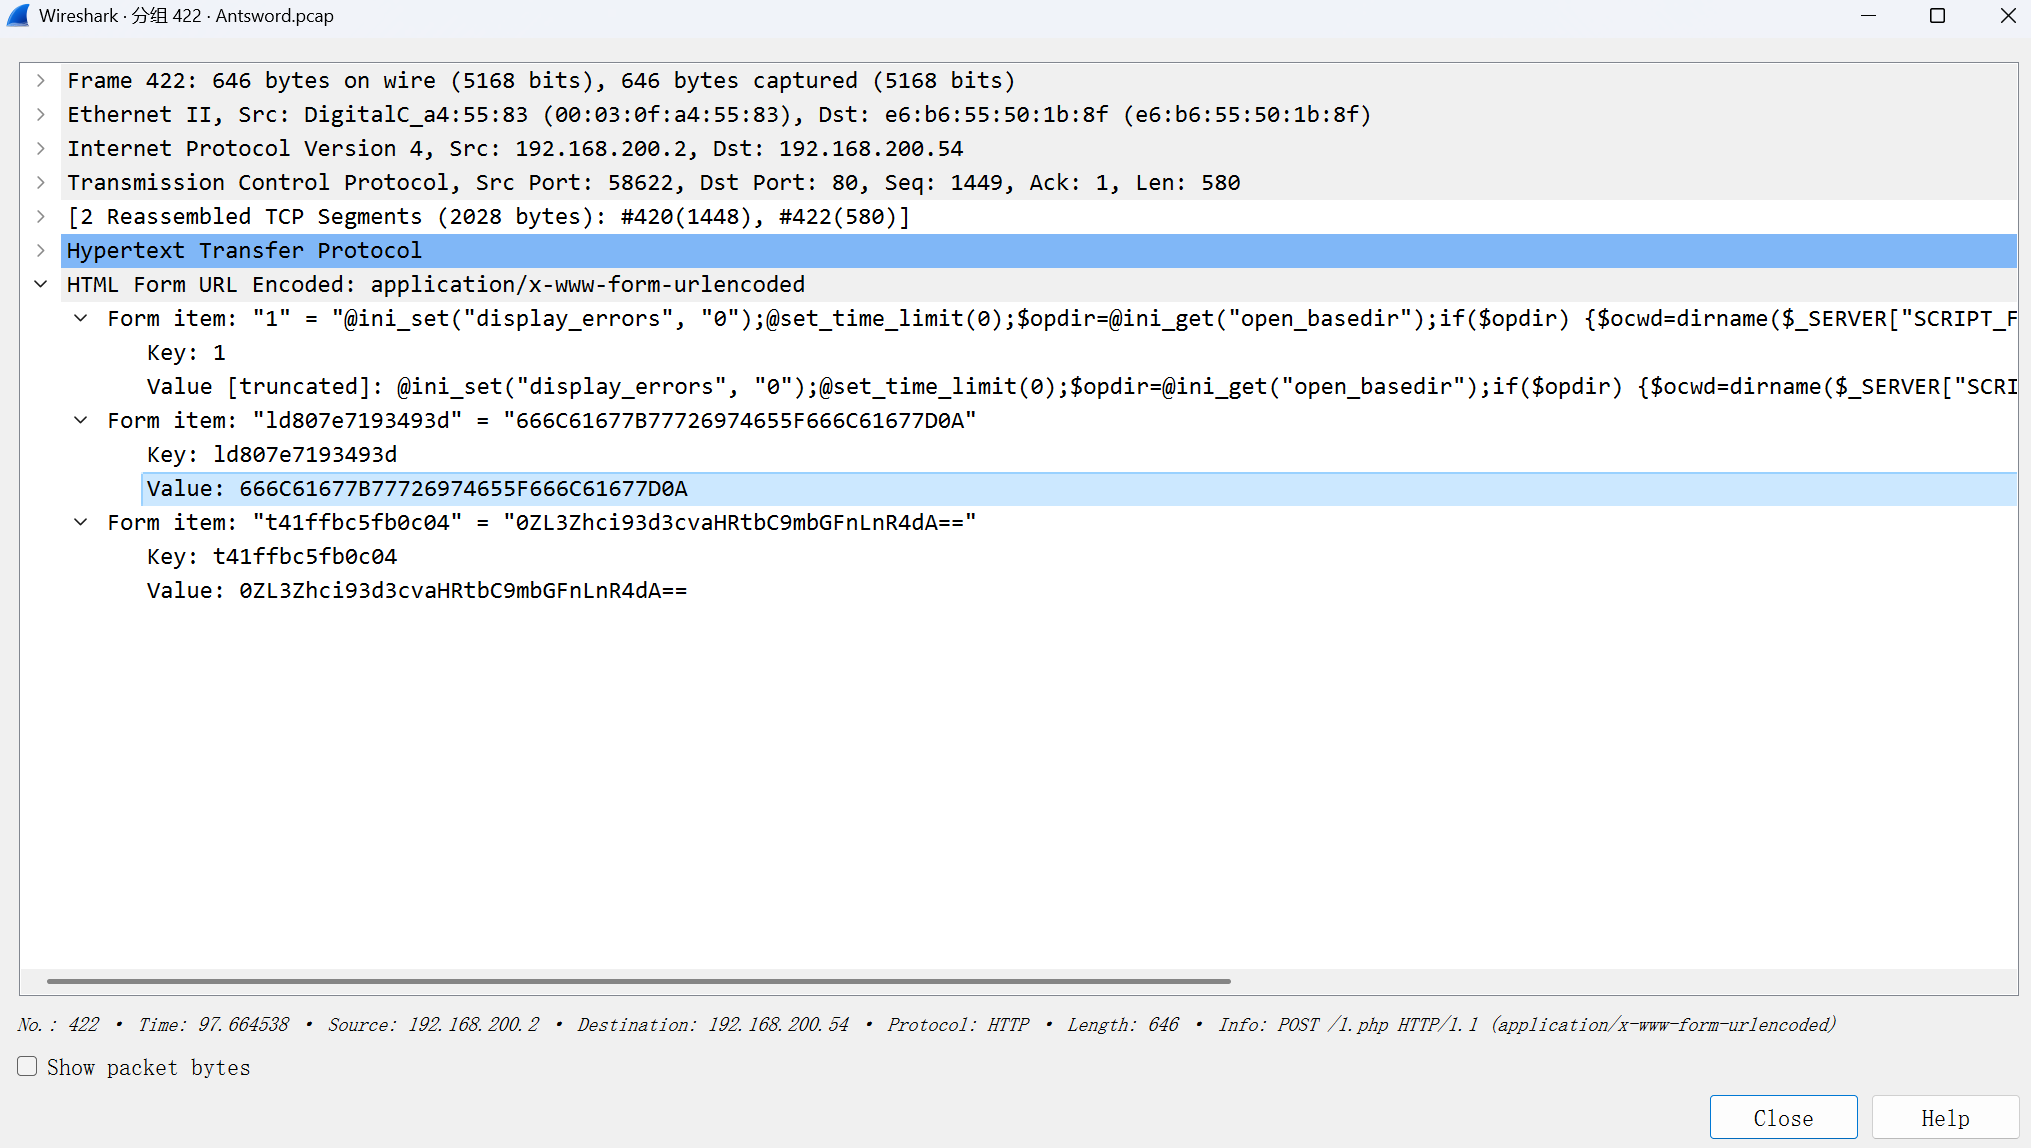 Wireshark · 分组 422 · Antsword.pcap
Frame 422: 646 bytes on wire (5168 bits), 646 bytes captured (5168 bits)
Ethernet II, Src: DigitalC_a4:55:83 (00:03:0f:a4:55:83), Dst: e6:b6:55:50:1b:8f (e6:b6:55:50:1b:8f)
Internet Protocol Version 4, Src: 192.168.200.2, Dst: 192.168.200.54
Transmission Control Protocol, Src Port: 58622, Dst Port: 80, Seq: 1449, Ack: 1, Len: 580
[2 Reassembled TCP Segments (2028 bytes): #420(1448), #422(580)]
Hypertext Transfer Protocol
HTML Form URL Encoded: application/x-www-form-urlencoded
Form item: "1" = "@ini_set("display_errors", "0");@set_time_limit(0);$opdir=@ini_get("open_basedir");if($opdir) {$ocwd=dirname($_SERVER["SCRIPT_F
Key: 1
Value [truncated]: @ini_set("display_errors", "0");@set_time_limit(0);$opdir=@ini_get("open_basedir");if($opdir) {$ocwd=dirname($_SERVER["SCRI
Form item: "ld807e7193493d" = "666C61677B77726974655F666C61677D0A"
Key: ld807e7193493d
Value: 666C61677B77726974655F666C61677D0A
Form item: "t41ffbc5fb0c04" = "0ZL3Zhci93d3cvaHRtbC9mbGFnLnR4dA=="
Key: t41ffbc5fb0c04
Value: 0ZL3Zhci93d3cvaHRtbC9mbGFnLnR4dA==
No.: 422 · Time: 97.664538 · Source: 192.168.200.2 · Destination: 192.168.200.54 · Protocol: HTTP · Length: 646 · Info: POST /1.php HTTP/1.1 (application/x-www-form-urlencoded)
Show packet bytes
Close
Help